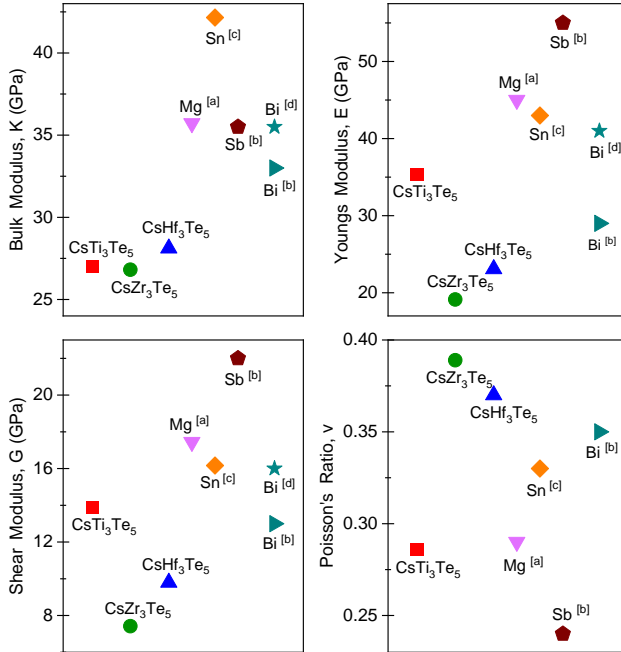 Bulk Modulus, K (GPa)
40
35
30
25
Sn [c]
Mg [a]
Bi [d]
Sb [b]
Bi [b]
CsHf3Te5
CsTi3Te5
CsZr3Te5
Youngs Modulus, E (GPa)
60
50
40
30
20
Sb [b]
Mg [a]
Sn [c]
Bi [d]
CsTi3Te5
Bi [b]
CsHf3Te5
CsZr3Te5
Shear Modulus, G (GPa)
20
16
12
8
Sb [b]
Mg [a]
Sn [c]
Bi [d]
CsTi3Te5
Bi [b]
CsHf3Te5
CsZr3Te5
Poisson's Ratio, v
0.40
0.35
0.30
0.25
CsZr3Te5
CsHf3Te5
Bi [b]
Sn [c]
CsTi3Te5
Mg [a]
Sb [b]